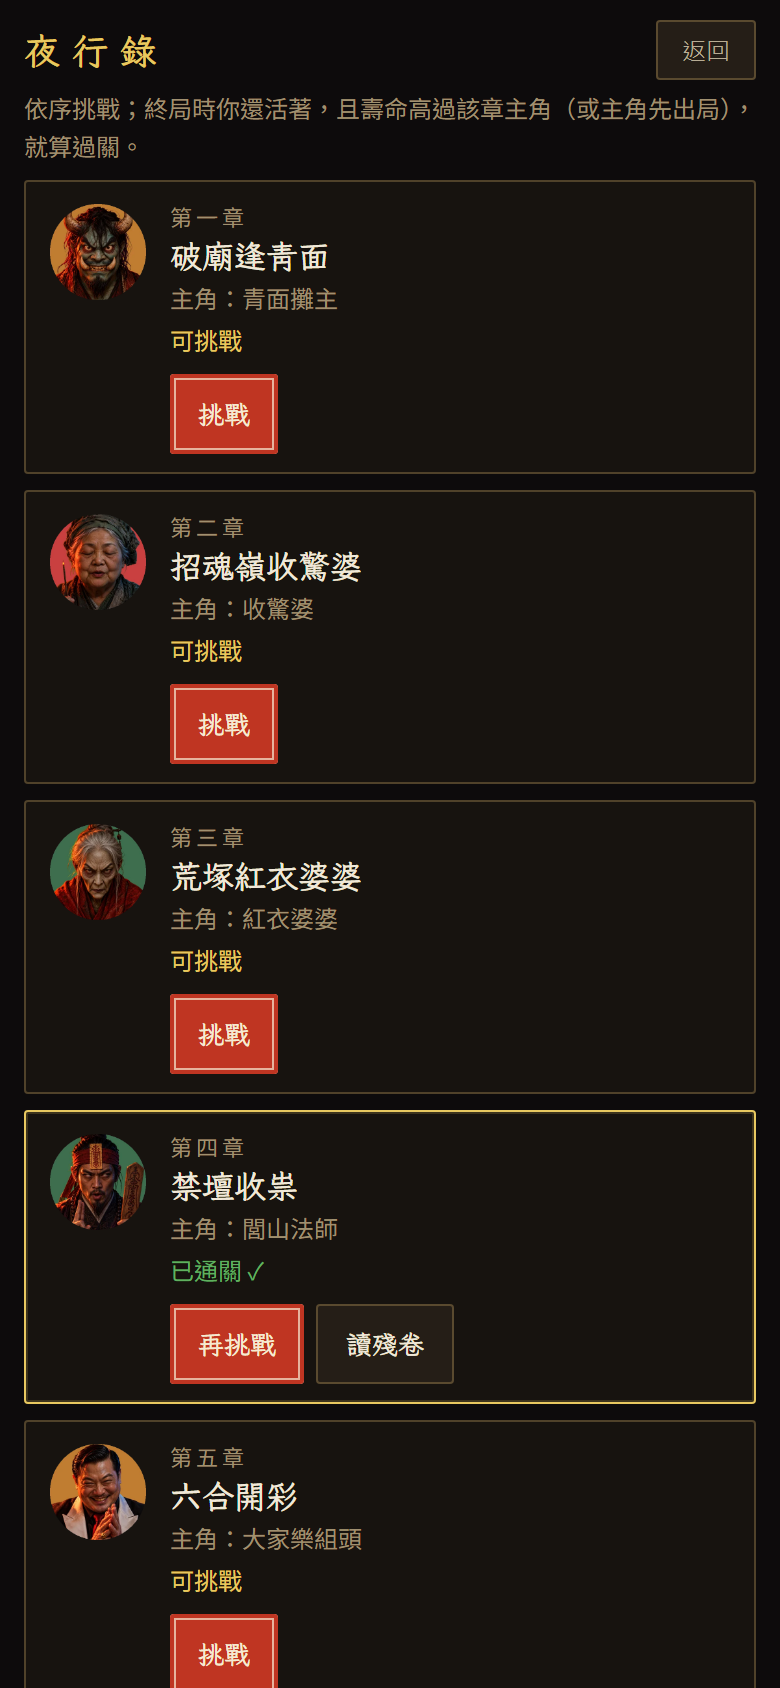 夜行錄
返回
依序挑戰；終局時你還活著，且壽命高過該章主角（或主角先出局），
就算過關。
第一章
破廟逢青面
主角：青面攤主
可挑戰
挑戰
第二章
招魂嶺收驚婆
主角：收驚婆
可挑戰
挑戰
第三章
荒塚紅衣婆婆
主角：紅衣婆婆
可挑戰
挑戰
第四章
禁壇收祟
主角：閭山法師
已通關 ✓
再挑戰
讀殘卷
第五章
六合開彩
主角：大家樂組頭
可挑戰
挑戰